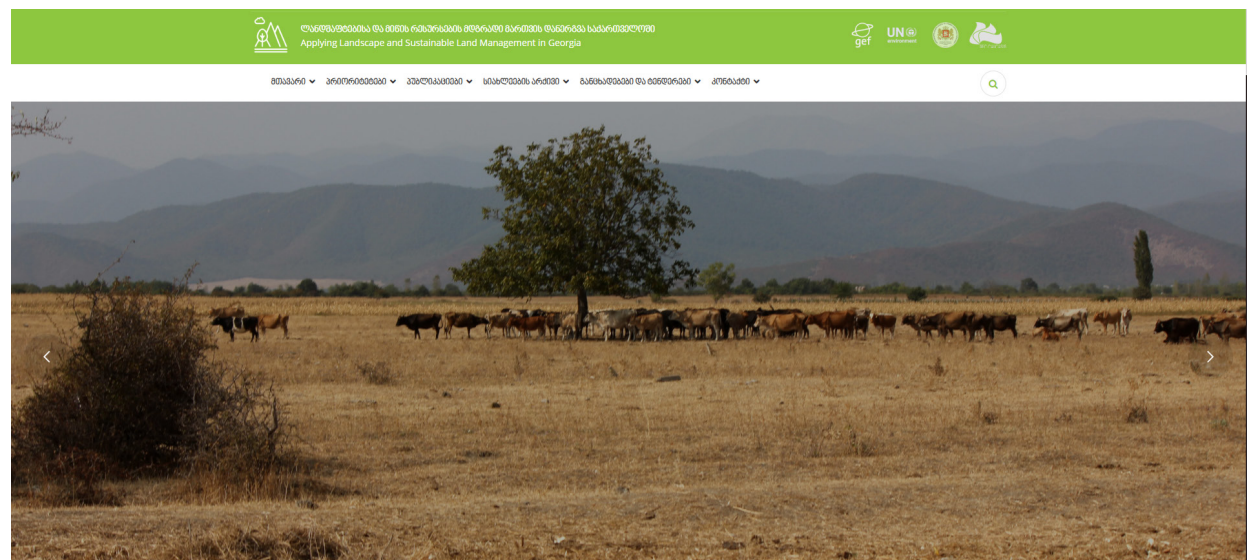 ᲚᲐᲜᲓᲨᲐᲤᲢᲔᲑᲘᲡᲐ ᲓᲐ ᲛᲘᲬᲘᲡ ᲠᲔᲡᲣᲠᲡᲔᲑᲘᲡ ᲛᲓᲒᲠᲐᲓᲘ ᲛᲐᲠᲗᲕᲘᲡ ᲓᲐᲜᲔᲠᲒᲕᲐ ᲡᲐᲥᲐᲠᲗᲕᲔᲚᲝᲨᲘ
Applying Landscape and Sustainable Land Management in Georgia
gef
UN
environment
ᲛᲗᲐᲕᲐᲠᲘ ᲞᲠᲘᲝᲠᲘᲢᲔᲢᲔᲑᲘ ᲞᲣᲑᲚᲘᲙᲐᲪᲘᲔᲑᲘ ᲡᲘᲐᲮᲚᲔᲔᲑᲘᲡ ᲐᲠᲥᲘᲕᲘ ᲒᲐᲜᲪᲮᲐᲓᲔᲑᲔᲑᲘ ᲓᲐ ᲢᲔᲜᲓᲔᲠᲔᲑᲘ ᲙᲝᲜᲢᲐᲥᲢᲘ